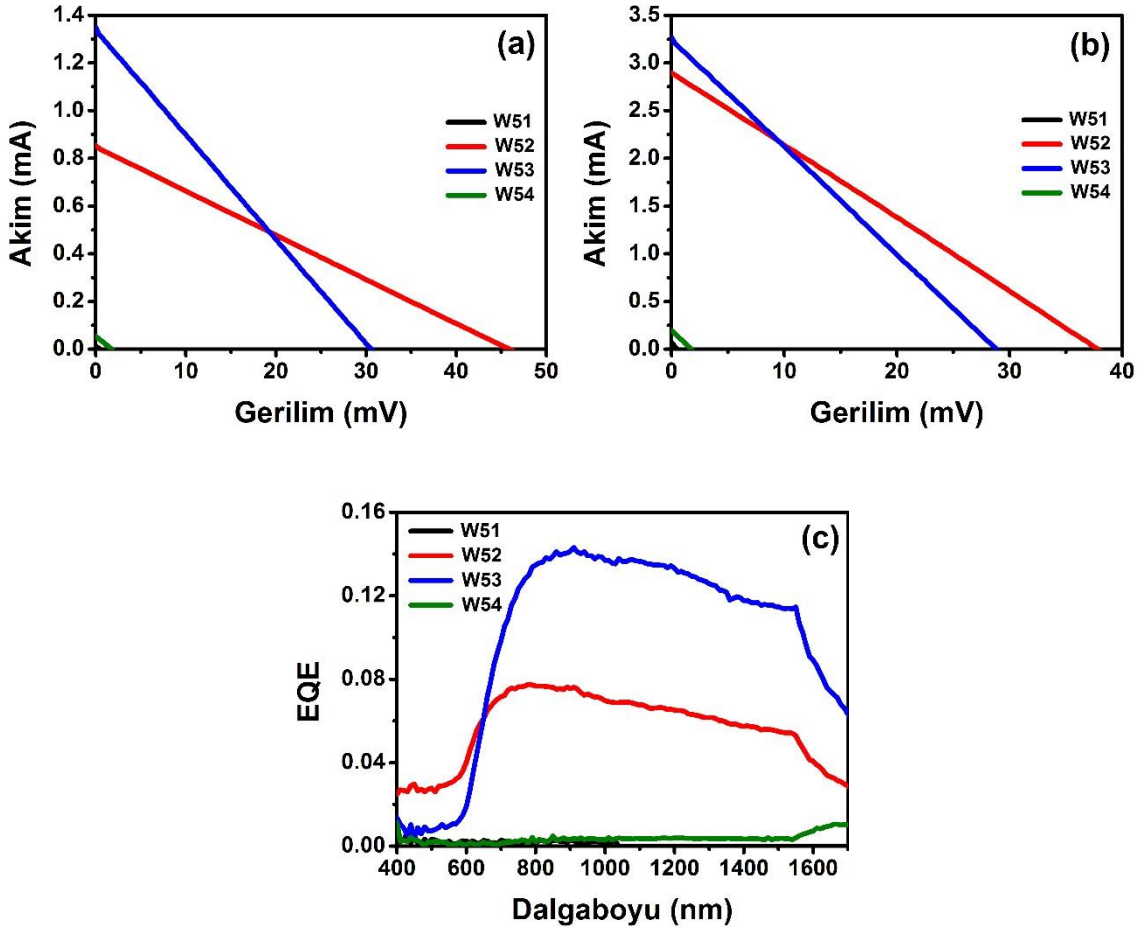 (a)
1.4
1.2
1.0
0.8
0.6
0.4
0.2
0.0
Akim (mA)
W51
W52
W53
W54
0 10 20 30 40 50
Gerilim (mV)
(b)
3.5
3.0
2.5
2.0
3.0
1.0
0.5
0.0
Akim (mA)
W51
W52
W53
W54
0 10 20 30 40
Gerilim (mV)
(c)
0.16
0.12
0.08
0.04
0.00
EQE
W51
W52
W53
W54
400 600 800 1000 1200 1400 1600
Dalgaboyu (nm)